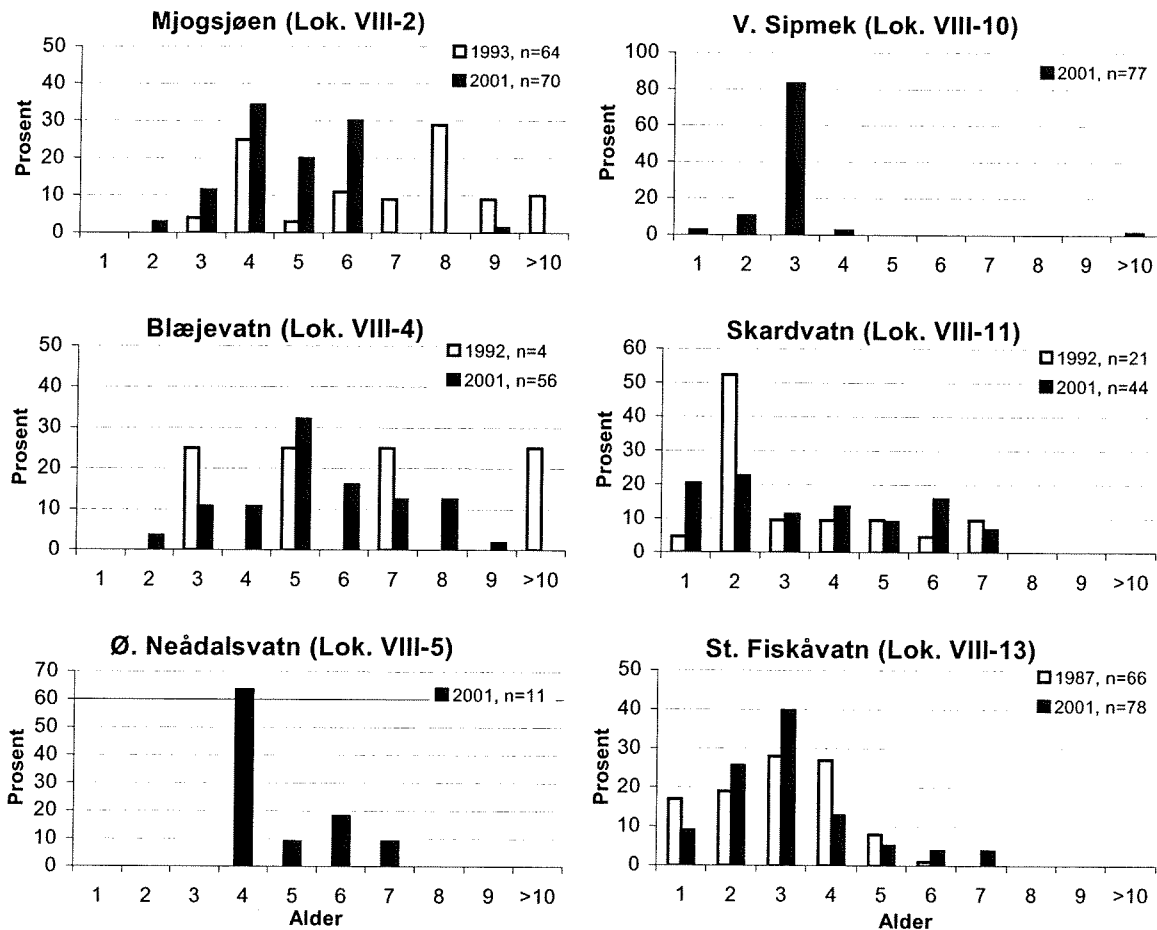 Mjogsjøen (Lok. VIII-2)
50
40
30
20
10
0
Prosent
1993, n=64
2001, n=70
1 2 3 4 5 6 7 8 9 >10
V. Sipmek (Lok. VIII-10)
100
80
60
40
20
0
Prosent
2001, n=77
1 2 3 4 5 6 7 8 9 >10
Blæjevatn (Lok. VIII-4)
50
40
30
20
10
0
Prosent
1992, n=4
2001, n=56
1 2 3 4 5 6 7 8 9 >10
Skardvatn (Lok. VIII-11)
60
50
40
30
20
10
0
Prosent
1992, n=21
2001, n=44
1 2 3 4 5 6 7 8 9 >10
Ø. Neådalsvatn (Lok. VIII-5)
70
60
50
40
30
20
10
0
Prosent
2001, n=11
1 2 3 4 5 6 7 8 9 >10
Alder
St. Fiskåvatn (Lok. VIII-13)
50
40
30
20
10
0
Prosent
1987, n=66
2001, n=78
1 2 3 4 5 6 7 8 9 >10
Alder